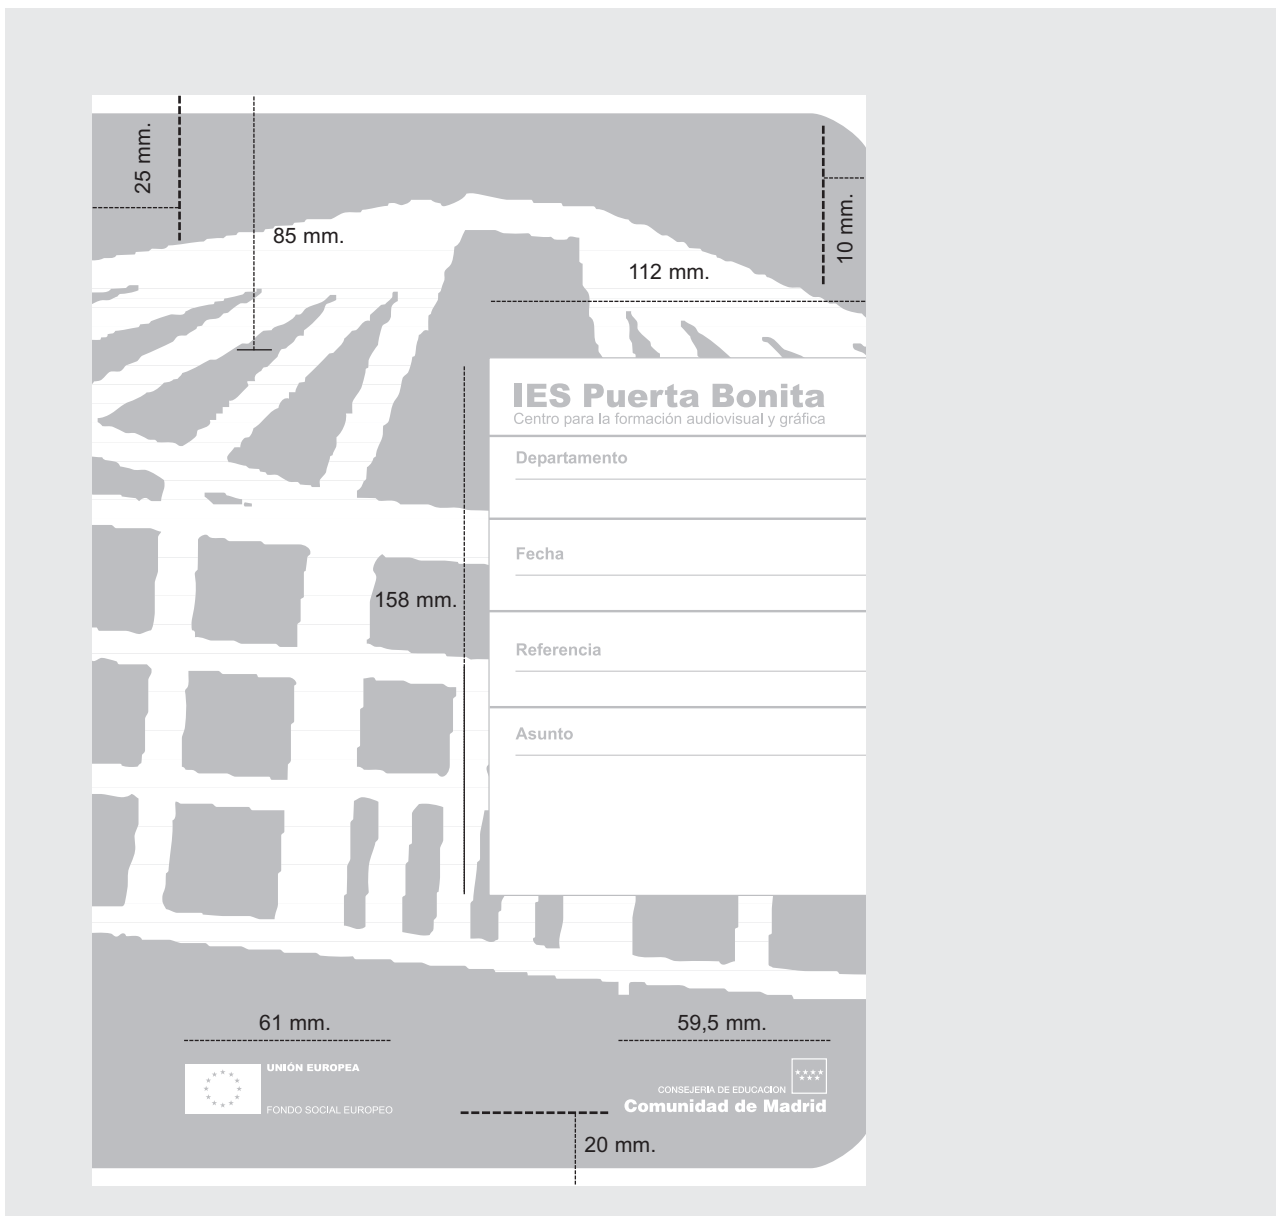 25 mm.
85 mm.
10 mm.
112 mm.
IES Puerta Bonita
Centro para la formación audiovisual y gráfica
Departamento
Fecha
158 mm.
Referencia
Asunto
61 mm.
59,5 mm.
UNIÓN EUROPEA
FONDO SOCIAL EUROPEO
CONSEJERÍA DE EDUCACION
Comunidad de Madrid
20 mm.